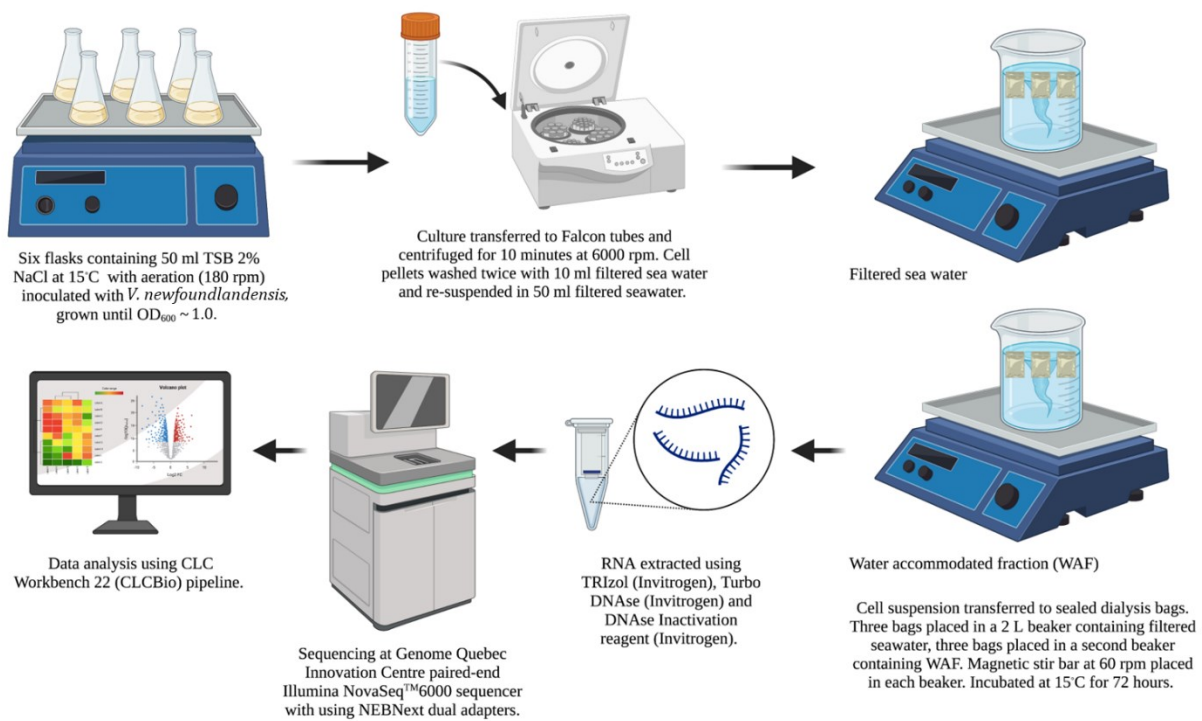 Six flasks containing 50 ml TSB 2%
NaCl at 15°C with aeration (180 rpm)
inoculated with V. newfoundlandensis,
grown until OD₆₀₀ ~ 1.0.
Culture transferred to Falcon tubes and
centrifuged for 10 minutes at 6000 rpm. Cell
pellets washed twice with 10 ml filtered sea water
and re-suspended in 50 ml filtered seawater.
Filtered sea water
Water accommodated fraction (WAF)
Cell suspension transferred to sealed dialysis bags.
Three bags placed in a 2 L beaker containing filtered
seawater, three bags placed in a second beaker
containing WAF. Magnetic stir bar at 60 rpm placed
in each beaker. Incubated at 15°C for 72 hours.
RNA extracted using
TRIzol (Invitrogen), Turbo
DNAse (Invitrogen) and
DNAse Inactivation
reagent (Invitrogen).
Sequencing at Genome Quebec
Innovation Centre paired-end
Illumina NovaSeq™6000 sequencer
with using NEBNext dual adapters.
Volcano plot
Data analysis using CLC
Workbench 22 (CLCBio) pipeline.